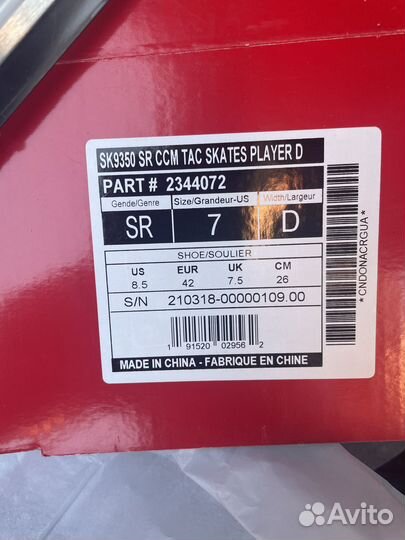 SK9350 SR CCM TAC SKATES PLAYER D
PART # 2344072
Gende/Genre Size/Grandeur-US Width/Largeur
SR 7 D
SHOE/SOULIER
US EUR UK CM
8.5 42 7.5 26
S/N 210318-00000109.00
1 91520 02956 2
MADE IN CHINA - FABRIQUE EN CHINE
*CNDONACRGUA*
Avito